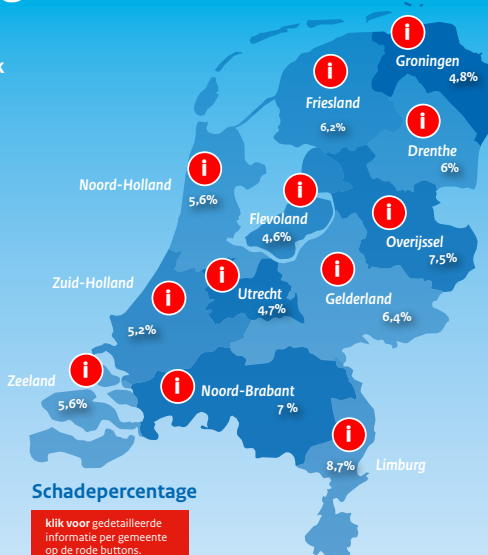 k
Groningen
4,8%
Friesland
6,2%
Drenthe
6%
Noord-Holland
5,6%
Flevoland
4,6%
Overijssel
7,5%
Zuid-Holland
5,2%
Utrecht
4,7%
Gelderland
6,4%
Zeeland
5,6%
Noord-Brabant
7 %
8,7% Limburg
Schadepercentage
klik voor gedetailleerde
informatie per gemeente
op de rode buttons.